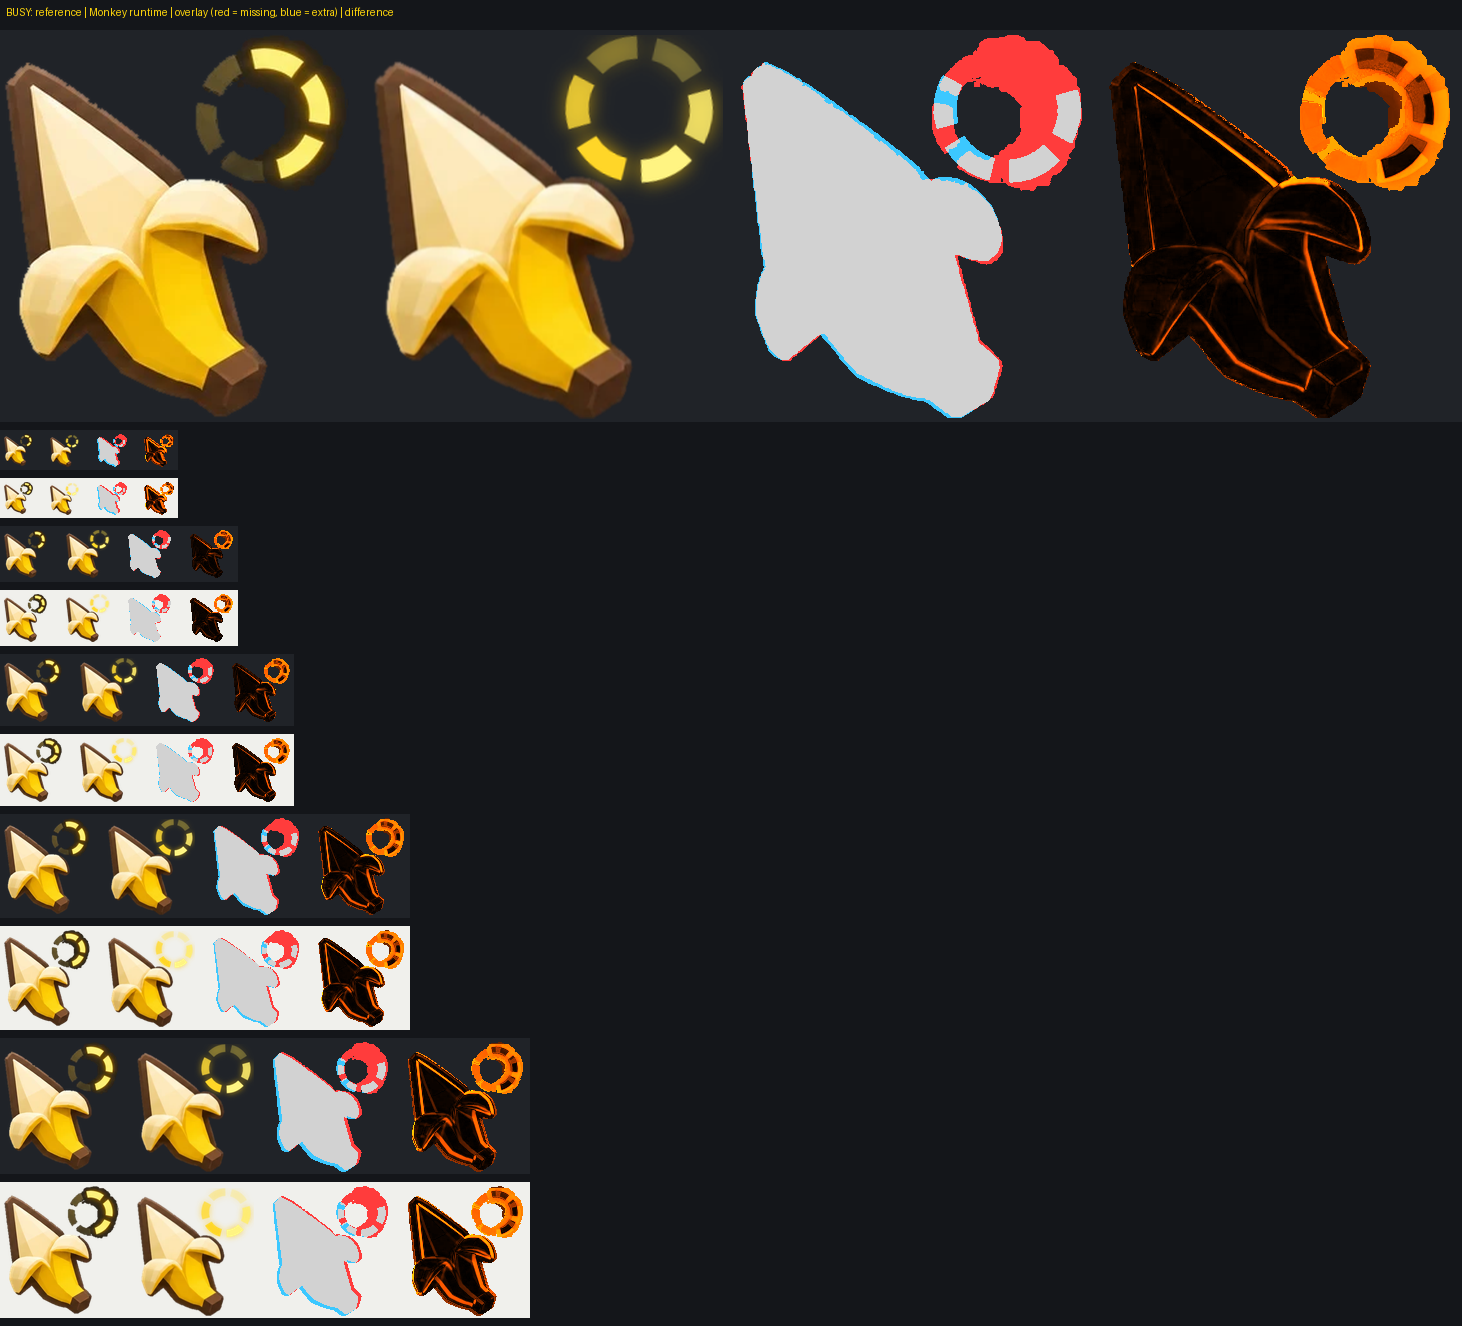 BUSY: reference | Monkey runtime | overlay (red = missing, blue = extra) | difference